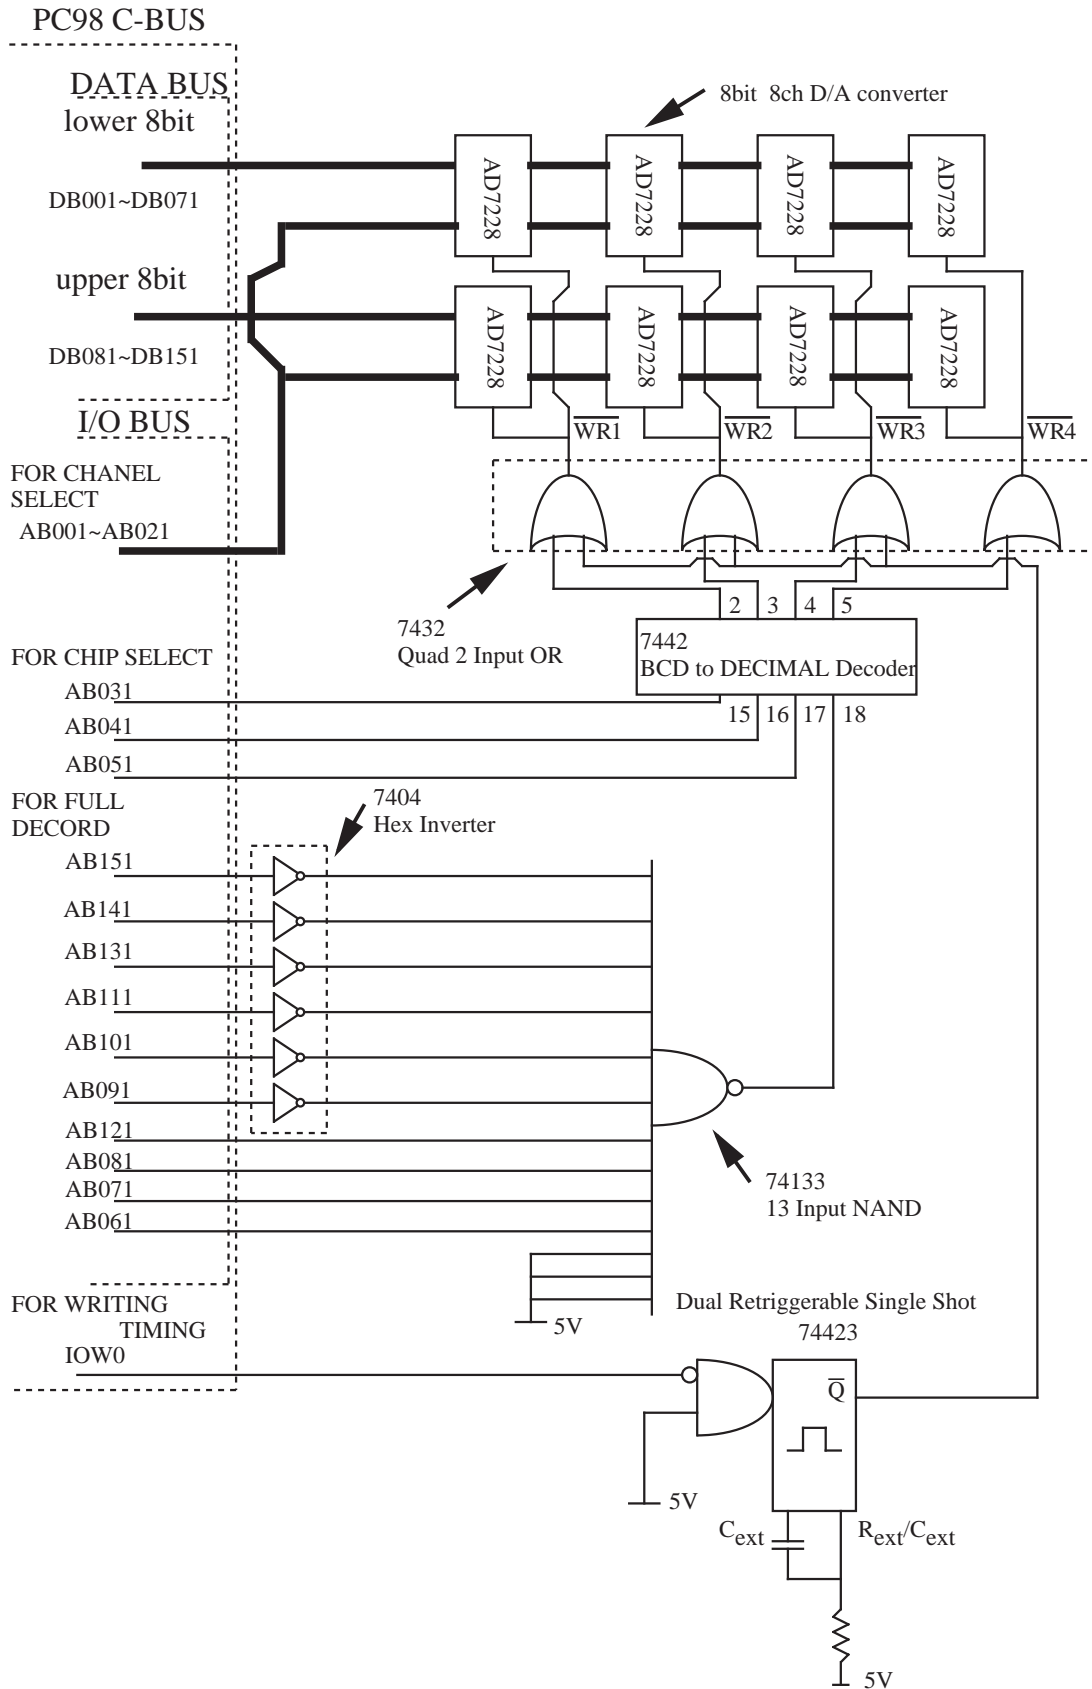 PC98 C-BUS
DATA BUS
lower 8bit
8bit 8ch D/A converter
AD7228
AD7228
AD7228
AD7228
DB001~DB071
upper 8bit
AD7228
AD7228
AD7228
AD7228
DB081~DB151
I/O BUS
WR1
WR2
WR3
WR4
FOR CHANEL
SELECT
AB001~AB021
2 3 4 5
7432
Quad 2 Input OR
7442
BCD to DECIMAL Decoder
FOR CHIP SELECT
AB031
15 16 17 18
AB041
AB051
FOR FULL
DECORD
7404
Hex Inverter
AB151
AB141
AB131
AB111
AB101
AB091
AB121
AB081
AB071
AB061
74133
13 Input NAND
5V
Dual Retriggerable Single Shot
74423
FOR WRITING
TIMING
IOW0
Q
5V
Cext
Rext/Cext
5V